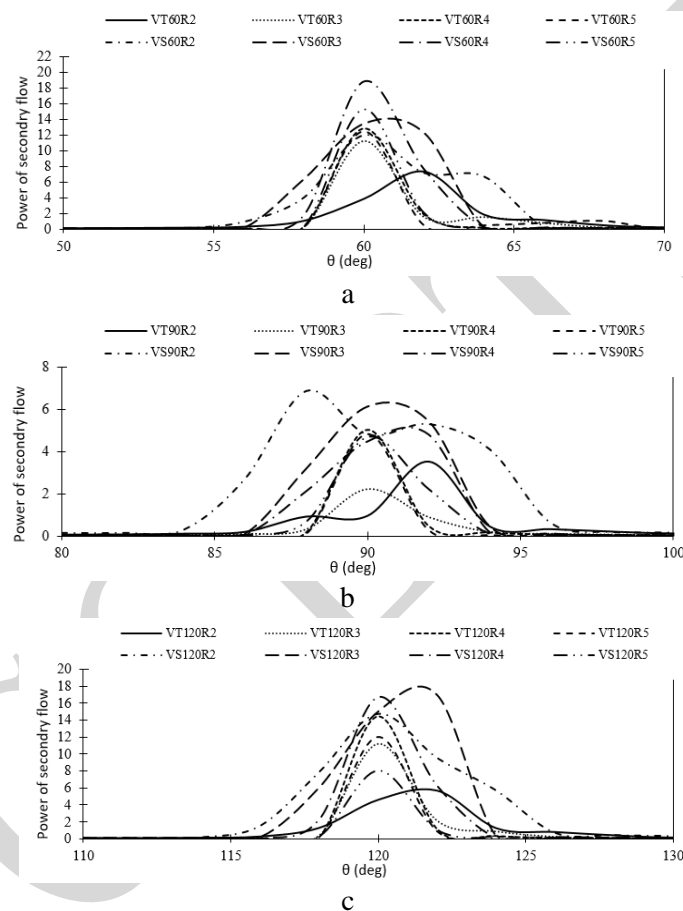 VT60R2 VT60R3 VT60R4 VT60R5
VS60R2 VS60R3 VS60R4 VS60R5
22
20
18
16
14
12
10
8
6
4
2
0
Power of secondry flow
50 55 60 65 70
θ (deg)
a
VT90R2 VT90R3 VT90R4 VT90R5
VS90R2 VS90R3 VS90R4 VS90R5
8
6
4
2
0
Power of secondry flow
80 85 90 95 100
θ (deg)
b
VT120R2 VT120R3 VT120R4 VT120R5
VS120R2 VS120R3 VS120R4 VS120R5
20
18
16
14
12
10
8
6
4
2
0
Power of secondry flow
110 115 120 125 130
θ (deg)
c